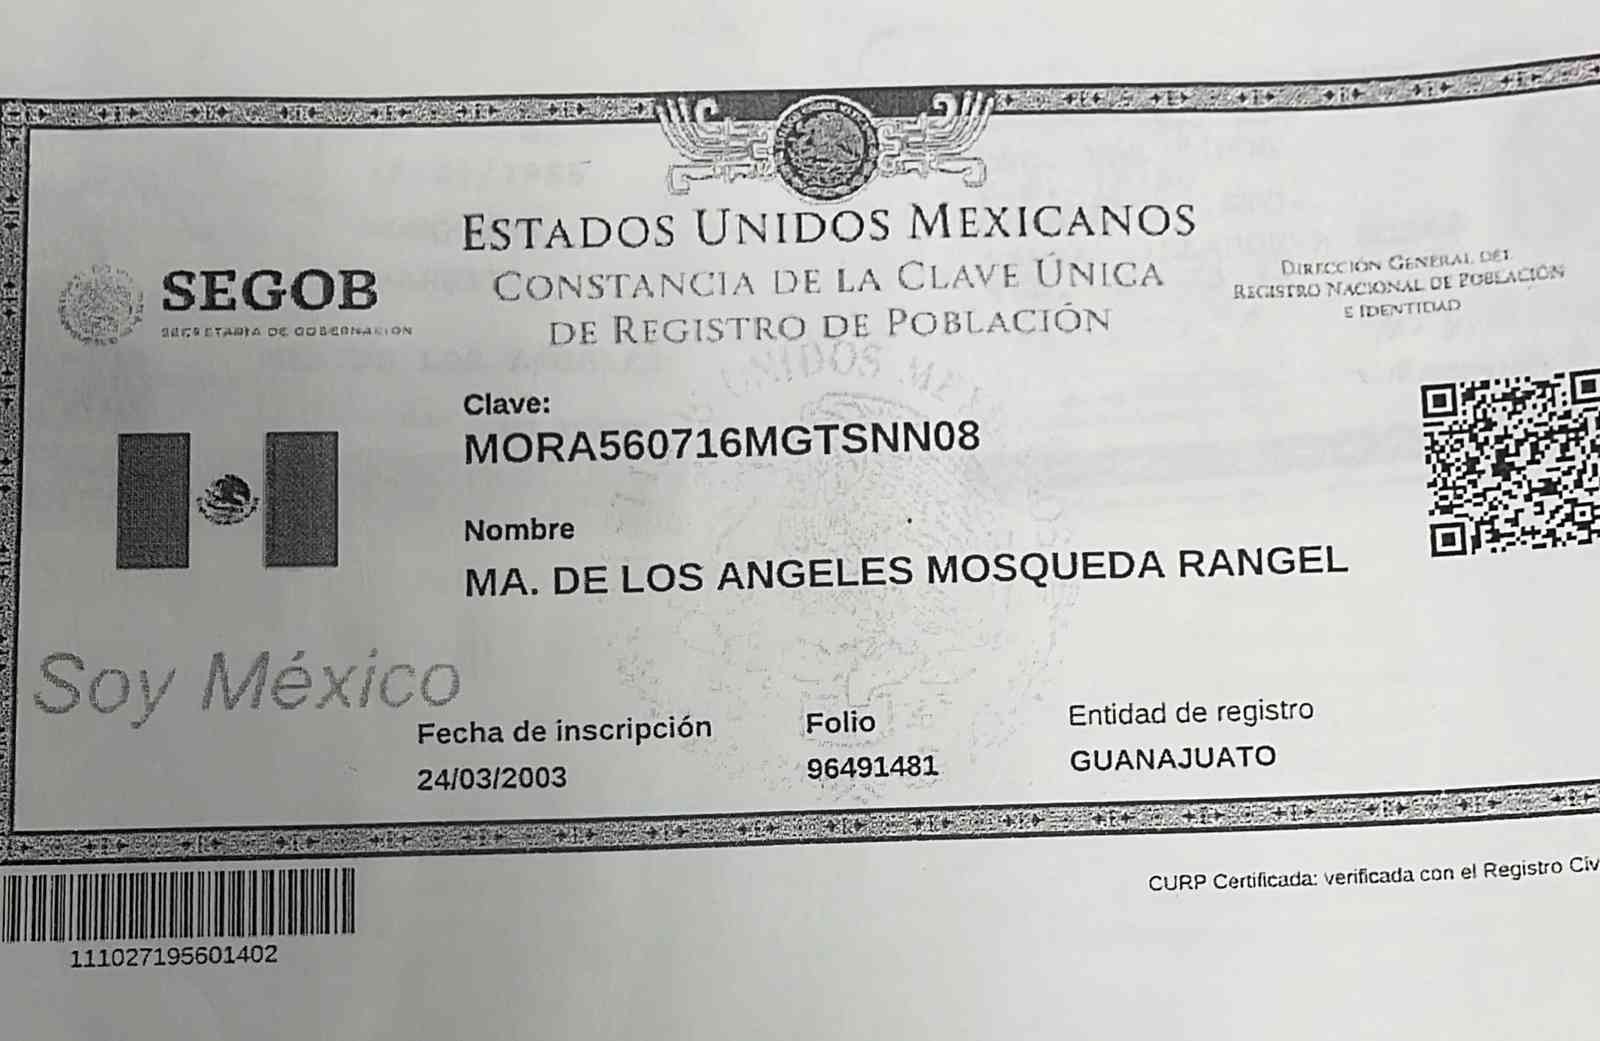 ESTADOS UNIDOS MEXICANOS
CONSTANCIA DE LA CLAVE ÚNICA
DE REGISTRO DE POBLACIÓN
SEGOB
SECRETARÍA DE GOBERNACIÓN
DIRECCIÓN GENERAL DEL
REGISTRO NACIONAL DE POBLACIÓN
E IDENTIDAD
Clave:
MORA560716MGTSNN08
Nombre
MA. DE LOS ANGELES MOSQUEDA RANGEL
Soy México
Fecha de inscripción
24/03/2003
Folio
96491481
Entidad de registro
GUANAJUATO
CURP Certificada: verificada con el Registro Civ
111027195601402